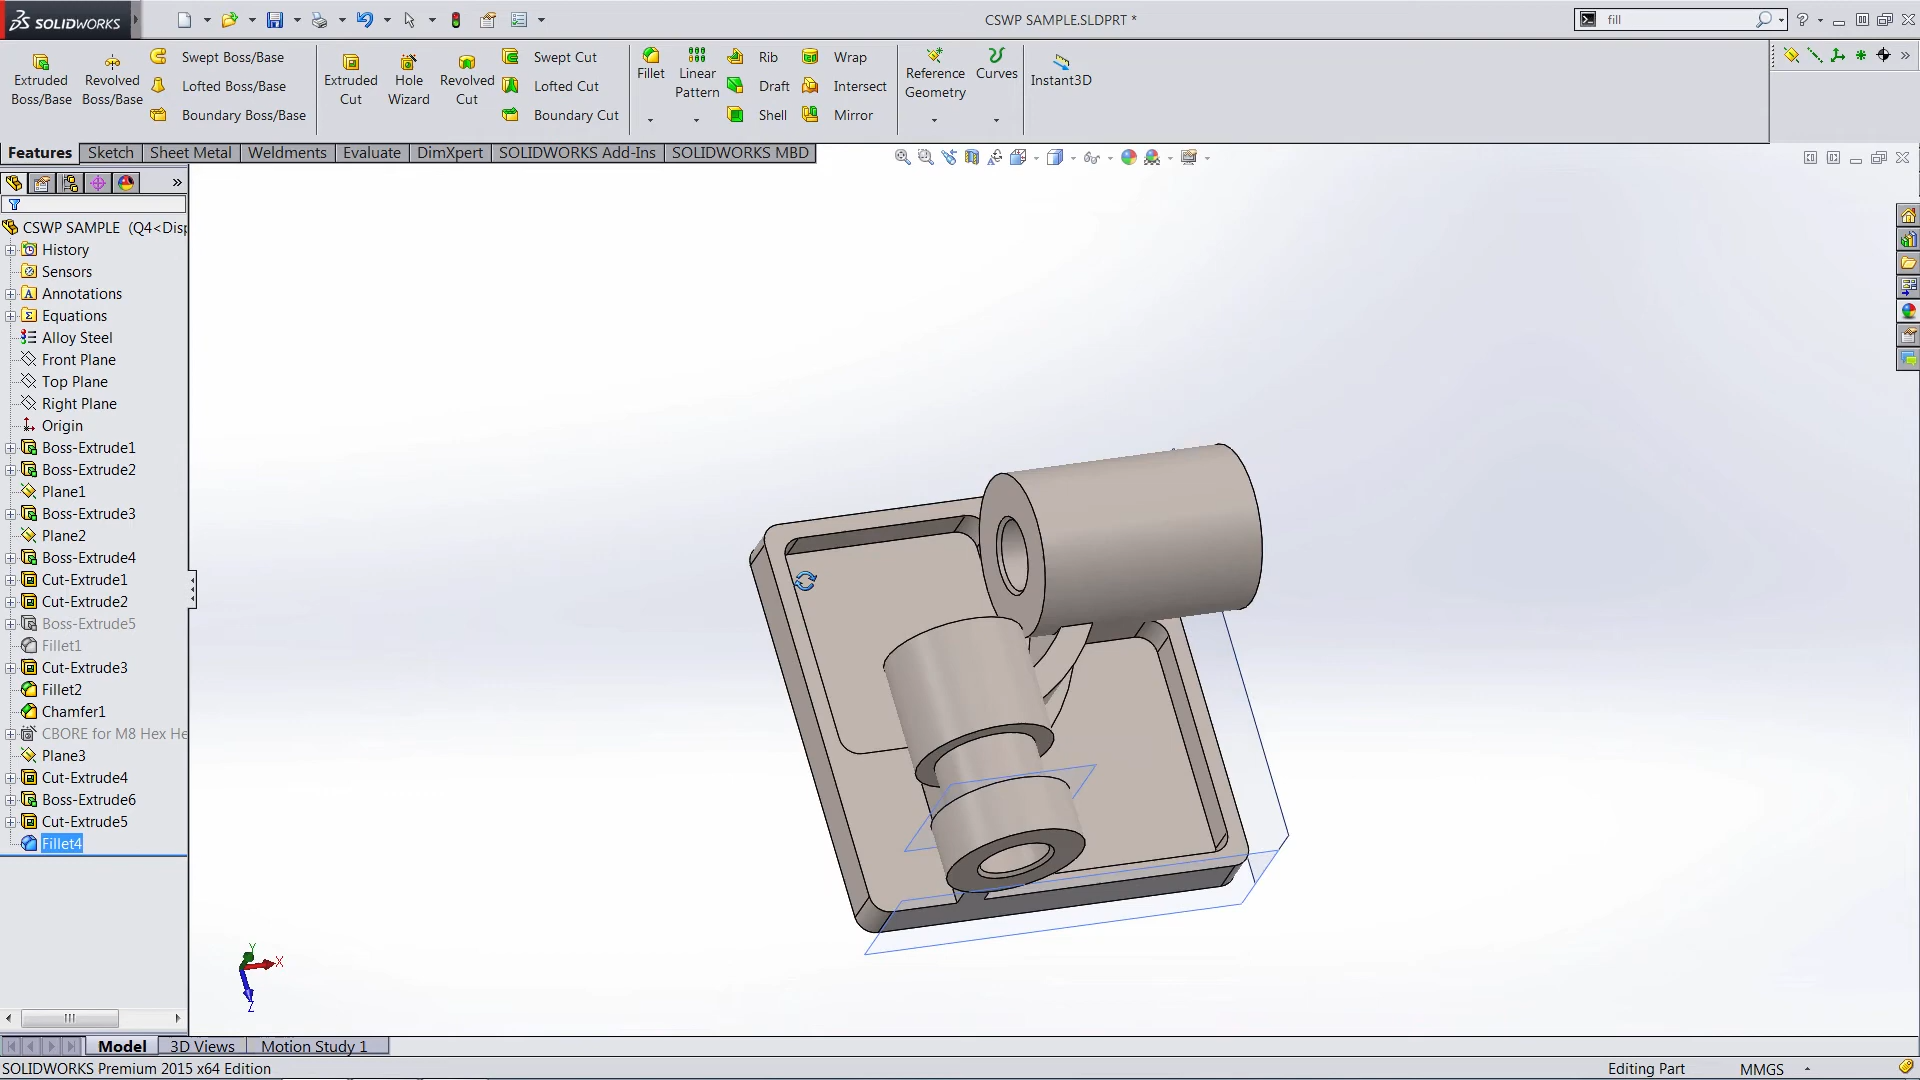 SOLIDWORKS
CSWP SAMPLE.SLDPRT *
fill
Extruded Boss/Base
Revolved Boss/Base
Swept Boss/Base
Lofted Boss/Base
Boundary Boss/Base
Extruded Cut
Hole Wizard
Revolved Cut
Swept Cut
Lofted Cut
Boundary Cut
Fillet
Linear Pattern
Rib
Draft
Shell
Wrap
Intersect
Mirror
Reference Geometry
Curves
Instant3D
Features
Sketch
Sheet Metal
Weldments
Evaluate
DimXpert
SOLIDWORKS Add-Ins
SOLIDWORKS MBD
CSWP SAMPLE (Q4<Disp
History
Sensors
Annotations
Equations
Alloy Steel
Front Plane
Top Plane
Right Plane
Origin
Boss-Extrude1
Boss-Extrude2
Plane1
Boss-Extrude3
Plane2
Boss-Extrude4
Cut-Extrude1
Cut-Extrude2
Boss-Extrude5
Fillet1
Cut-Extrude3
Fillet2
Chamfer1
CBORE for M8 Hex He
Plane3
Cut-Extrude4
Boss-Extrude6
Cut-Extrude5
Fillet4
Y
X
Z
Model
3D Views
Motion Study 1
SOLIDWORKS Premium 2015 x64 Edition
Editing Part
MMGS